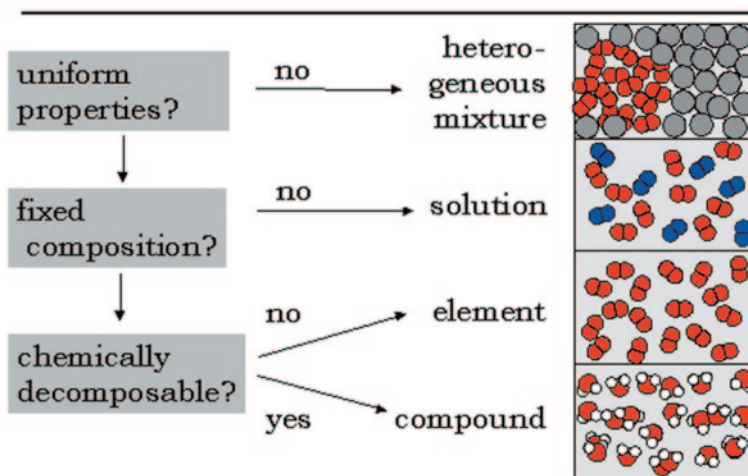 uniform
properties?
no
hetero-
geneous
mixture
fixed
composition?
no
solution
chemically
decomposable?
no
element
yes
compound